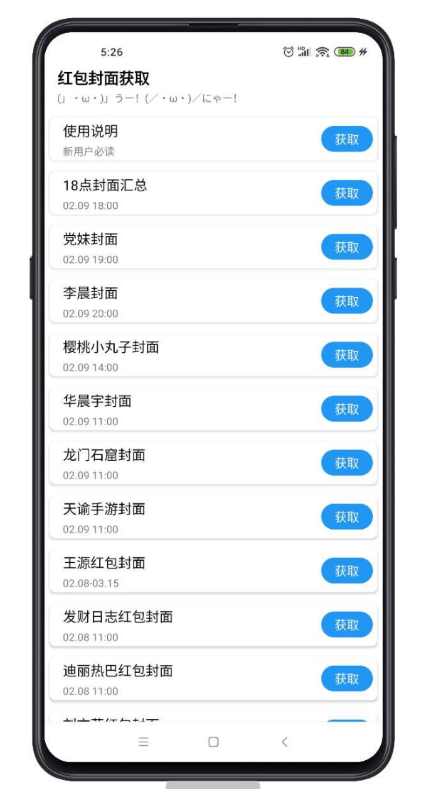 5:26
84
红包封面获取
(」・ω・)」うー! (／・ω・)／にゃー!
使用说明
新用户必读
获取
18点封面汇总
02.09 18:00
获取
党妹封面
02.09 19:00
获取
李晨封面
02.09 20:00
获取
樱桃小丸子封面
02.09 14:00
获取
华晨宇封面
02.09 11:00
获取
龙门石窟封面
02.09 11:00
获取
天谕手游封面
02.09 11:00
获取
王源红包封面
02.08-03.15
获取
发财日志红包封面
02.08 11:00
获取
迪丽热巴红包封面
02.08 11:00
获取